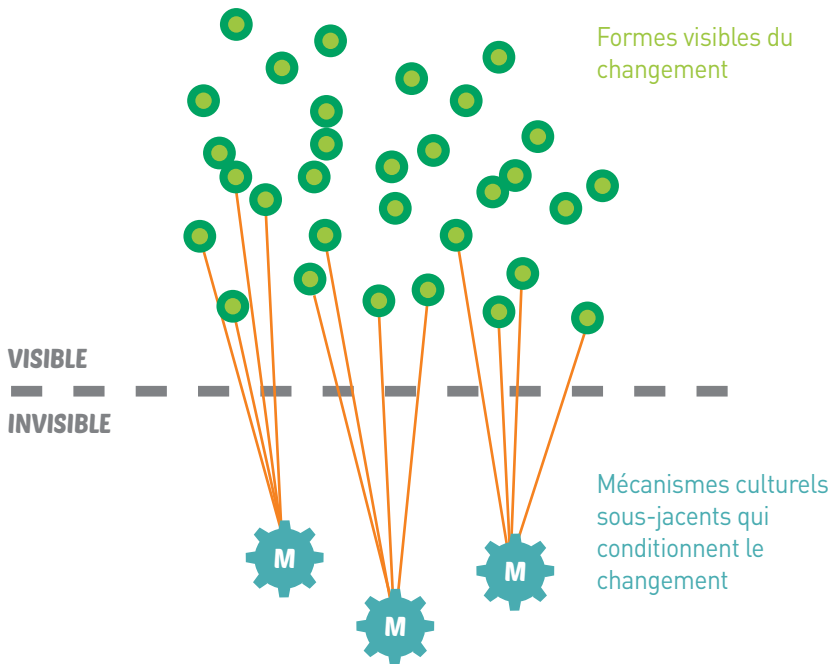 Formes visibles du
changement
VISIBLE
INVISIBLE
Mécanismes culturels
sous-jacents qui
conditionnent le
changement
M
M
M